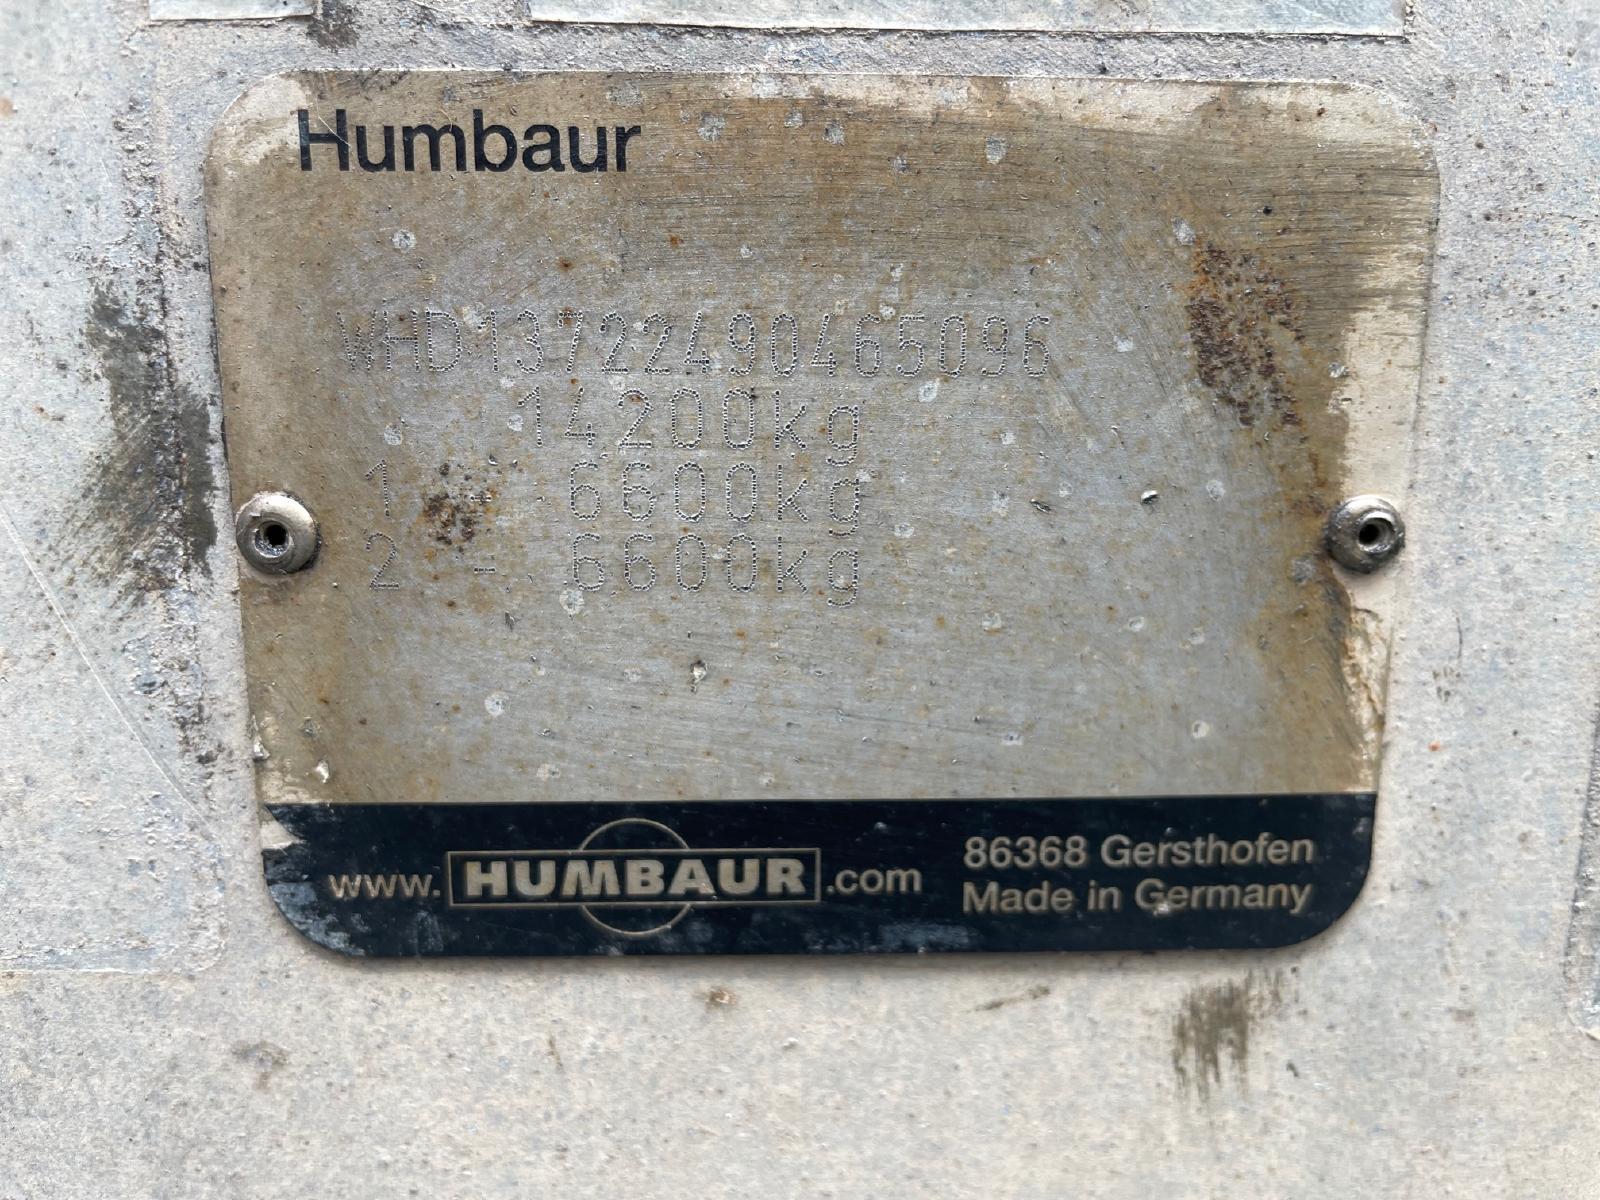 Humbaur
WHD13722490465096
14200kg
1 - 6600kg
2 - 6600kg
www.HUMBAUR.com
86368 Gersthofen
Made in Germany